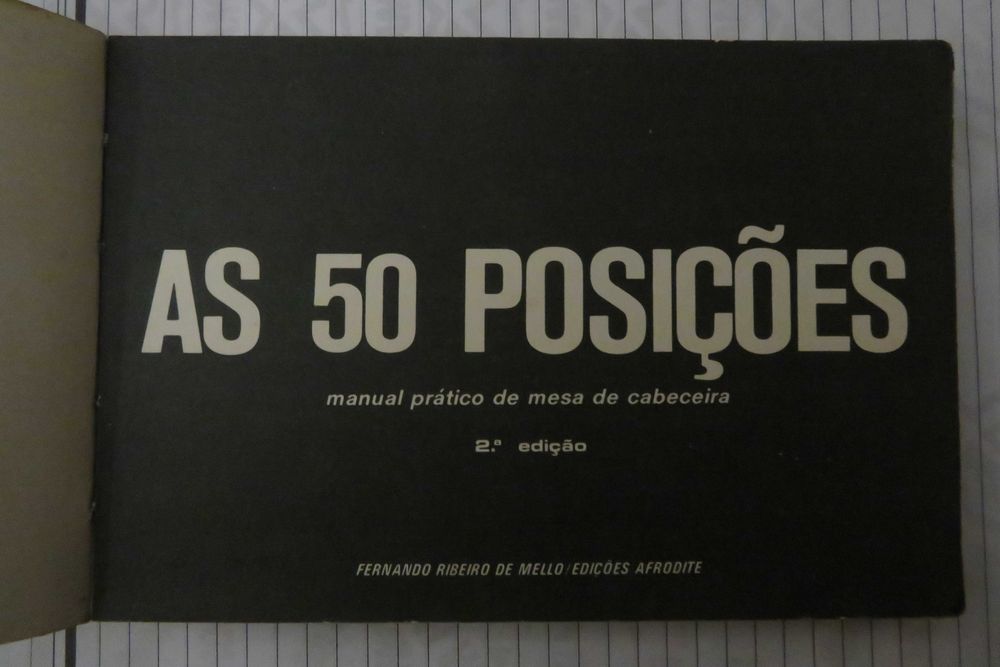 AS 50 POSIÇÕES
manual prático de mesa de cabeceira
2.ª edição
FERNANDO RIBEIRO DE MELLO/EDIÇÕES AFRODITE